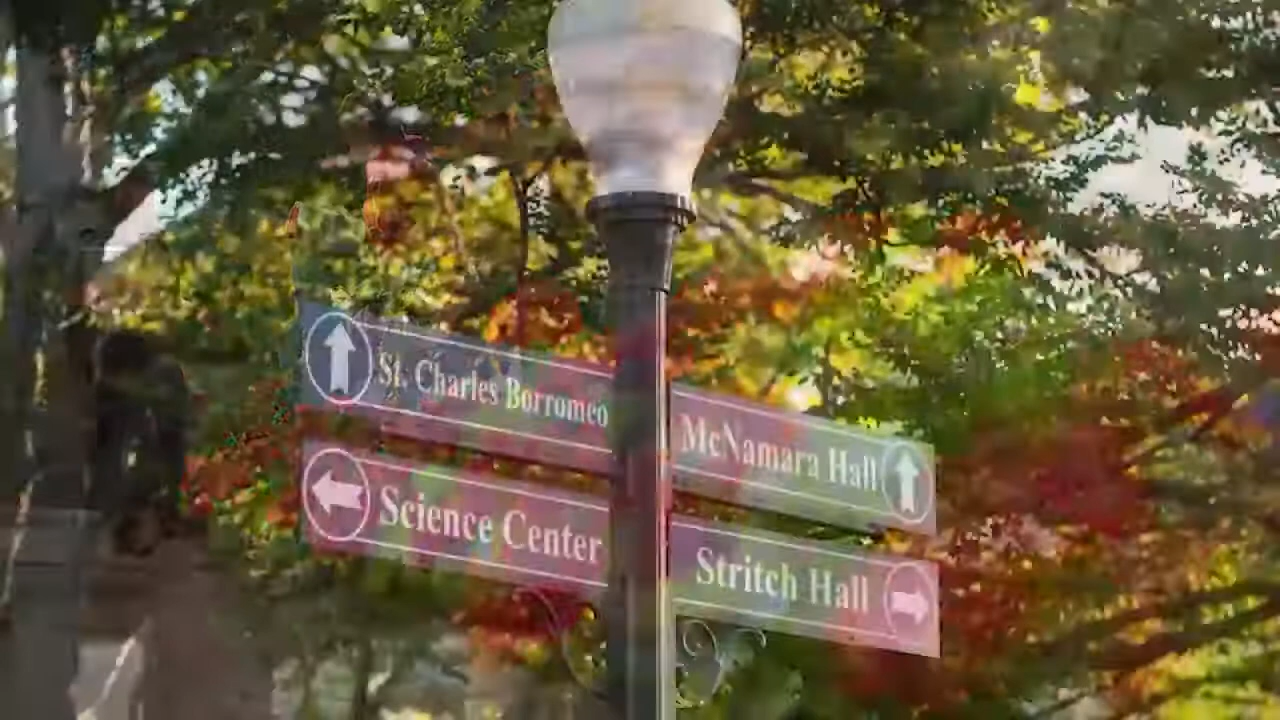 St. Charles Borromeo
McNamara Hall
Science Center
Stritch Hall